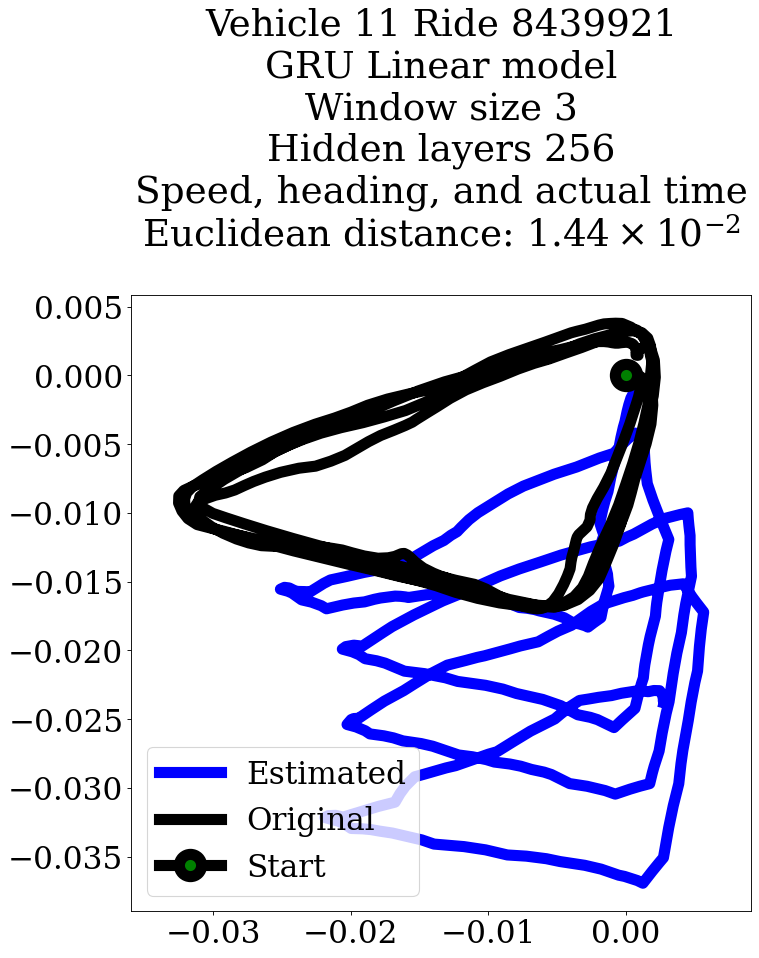 Vehicle 11 Ride 8439921
GRU Linear model
Window size 3
Hidden layers 256
Speed, heading, and actual time
Euclidean distance: 1.44 × 10⁻²
0.005
0.000
−0.005
−0.010
−0.015
−0.020
−0.025
−0.030
−0.035
Estimated
Original
Start
−0.03 −0.02 −0.01 0.00